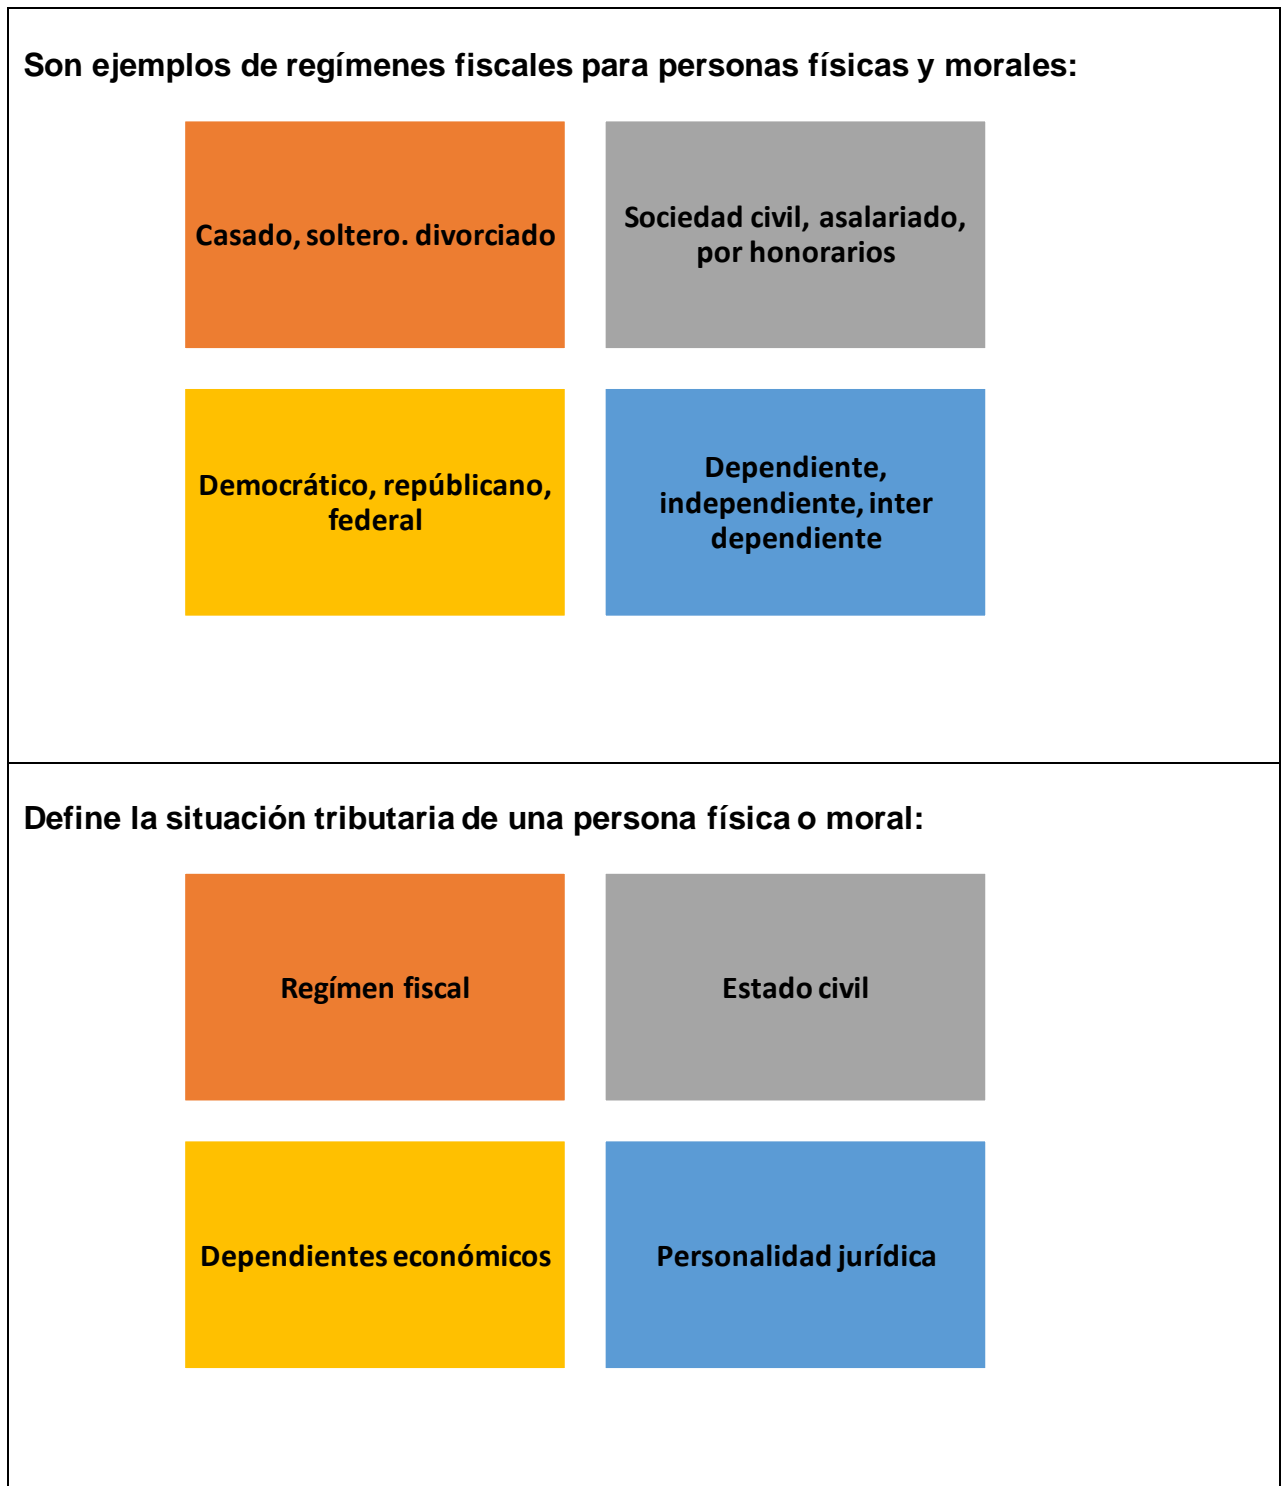 Son ejemplos de regímenes fiscales para personas físicas y morales:
Casado, soltero. divorciado
Sociedad civil, asalariado,
por honorarios
Democrático, repúblicano,
federal
Dependiente,
independiente, inter
dependiente
Define la situación tributaria de una persona física o moral:
Regímen fiscal
Estado civil
Dependientes económicos
Personalidad jurídica